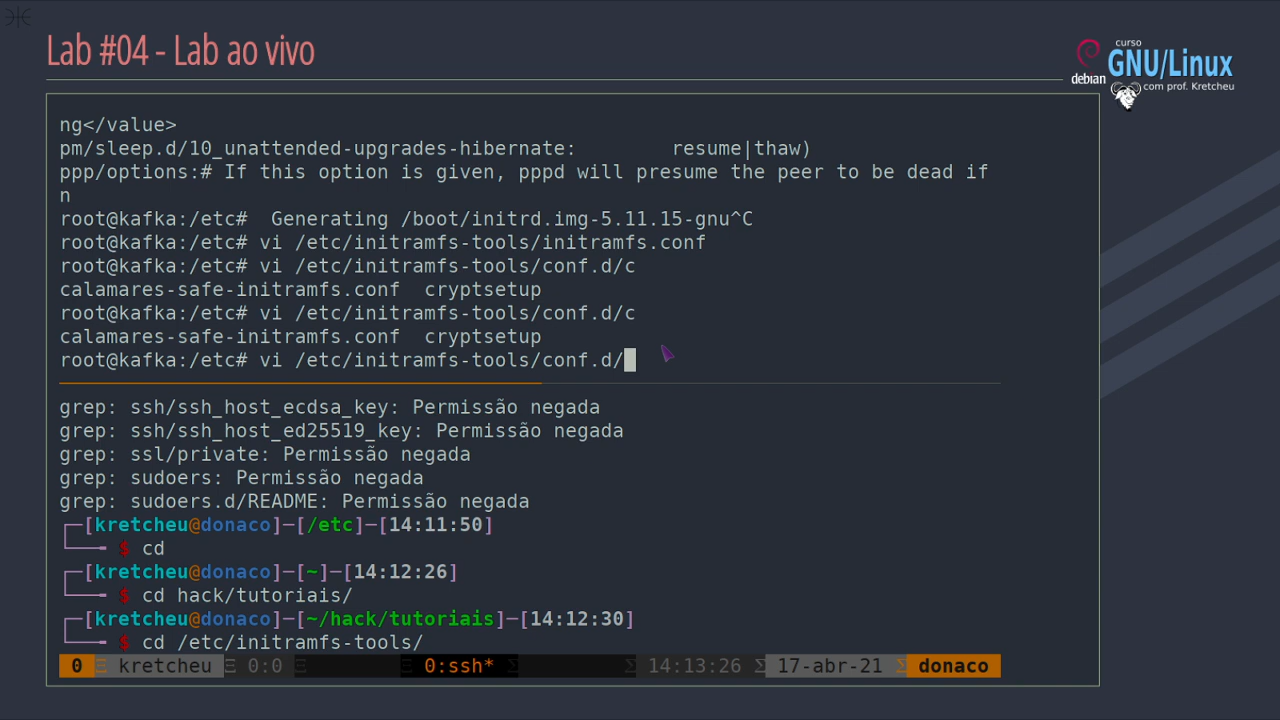 Lab #04 - Lab ao vivo
curso
GNU/Linux
debian
com prof. Kretcheu
ng</value>
pm/sleep.d/10_unattended-upgrades-hibernate:        resume|thaw)
ppp/options:# If this option is given, pppd will presume the peer to be dead if
n
root@kafka:/etc#  Generating /boot/initrd.img-5.11.15-gnu^C
root@kafka:/etc# vi /etc/initramfs-tools/initramfs.conf
root@kafka:/etc# vi /etc/initramfs-tools/conf.d/c
calamares-safe-initramfs.conf  cryptsetup
root@kafka:/etc# vi /etc/initramfs-tools/conf.d/c
calamares-safe-initramfs.conf  cryptsetup
root@kafka:/etc# vi /etc/initramfs-tools/conf.d/
grep: ssh/ssh_host_ecdsa_key: Permissão negada
grep: ssh/ssh_host_ed25519_key: Permissão negada
grep: ssl/private: Permissão negada
grep: sudoers: Permissão negada
grep: sudoers.d/README: Permissão negada
┌─[kretcheu@donaco]─[/etc]─[14:11:50]
└──╼ $ cd
┌─[kretcheu@donaco]─[~]─[14:12:26]
└──╼ $ cd hack/tutoriais/
┌─[kretcheu@donaco]─[~/hack/tutoriais]─[14:12:30]
└──╼ $ cd /etc/initramfs-tools/
0 Ξ kretcheu Ξ 0:0 Ξ Ξ 0:ssh* Σ Σ 14:13:26 Σ 17-abr-21 Σ donaco